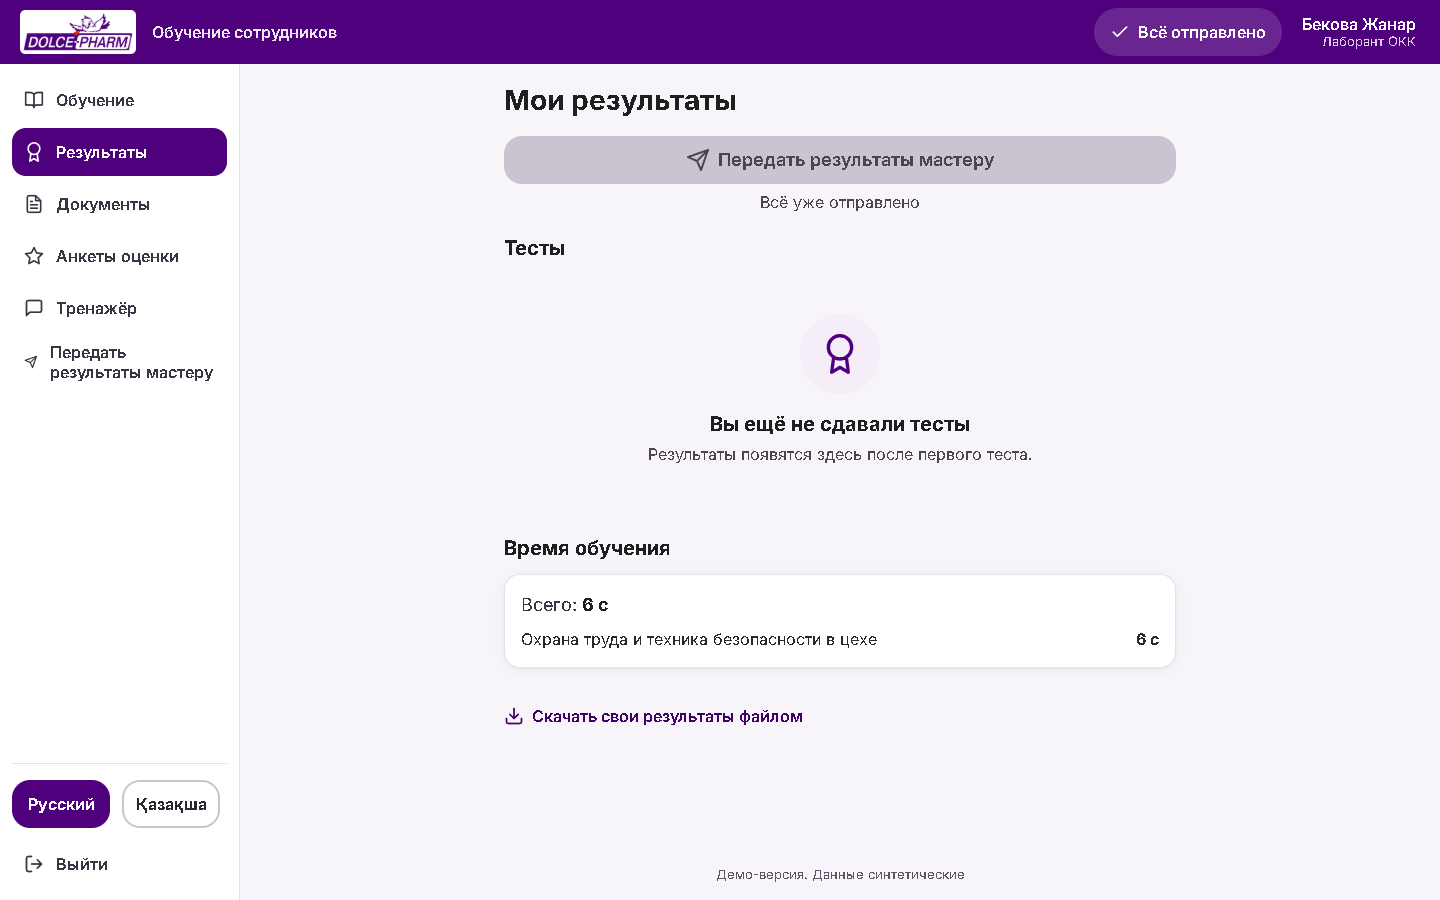 DOLCE-PHARM
Обучение сотрудников
Всё отправлено
Бекова Жанар
Лаборант ОКК
Обучение
Результаты
Документы
Анкеты оценки
Тренажёр
Передать
результаты мастеру
Русский
Қазақша
Выйти
Мои результаты
Передать результаты мастеру
Всё уже отправлено
Тесты
Вы ещё не сдавали тесты
Результаты появятся здесь после первого теста.
Время обучения
Всего: 6 с
Охрана труда и техника безопасности в цехе 6 с
Скачать свои результаты файлом
Демо-версия. Данные синтетические